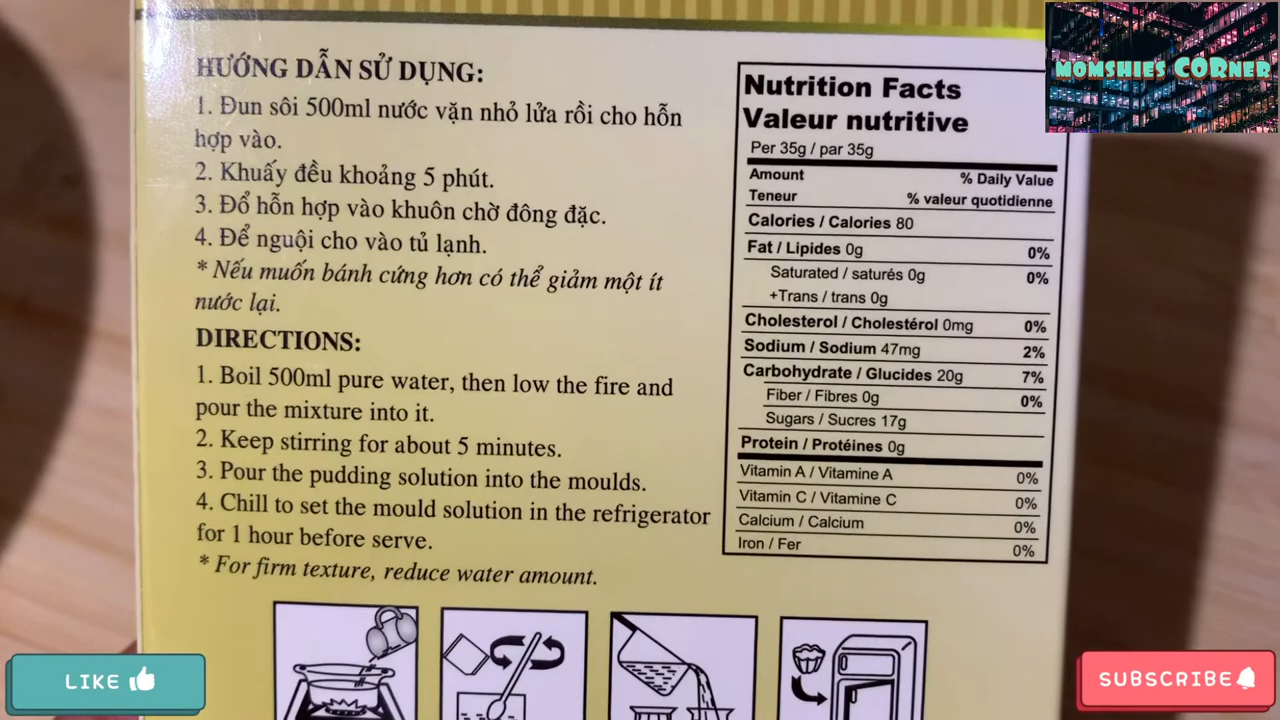 HƯỚNG DẪN SỬ DỤNG:
1. Đun sôi 500ml nước vặn nhỏ lửa rồi cho hỗn
hợp vào.
2. Khuấy đều khoảng 5 phút.
3. Đổ hỗn hợp vào khuôn chờ đông đặc.
4. Để nguội cho vào tủ lạnh.
* Nếu muốn bánh cứng hơn có thể giảm một ít
nước lại.
DIRECTIONS:
1. Boil 500ml pure water, then low the fire and
pour the mixture into it.
2. Keep stirring for about 5 minutes.
3. Pour the pudding solution into the moulds.
4. Chill to set the mould solution in the refrigerator
for 1 hour before serve.
* For firm texture, reduce water amount.
Nutrition Facts
Valeur nutritive
Per 35g / par 35g
Amount % Daily Value
Teneur % valeur quotidienne
Calories / Calories 80
Fat / Lipides 0g 0%
Saturated / saturés 0g 0%
+Trans / trans 0g
Cholesterol / Cholestérol 0mg 0%
Sodium / Sodium 47mg 2%
Carbohydrate / Glucides 20g 7%
Fiber / Fibres 0g 0%
Sugars / Sucres 17g
Protein / Protéines 0g
Vitamin A / Vitamine A 0%
Vitamin C / Vitamine C 0%
Calcium / Calcium 0%
Iron / Fer 0%
MOMSHIES CORNER
LIKE
SUBSCRIBE